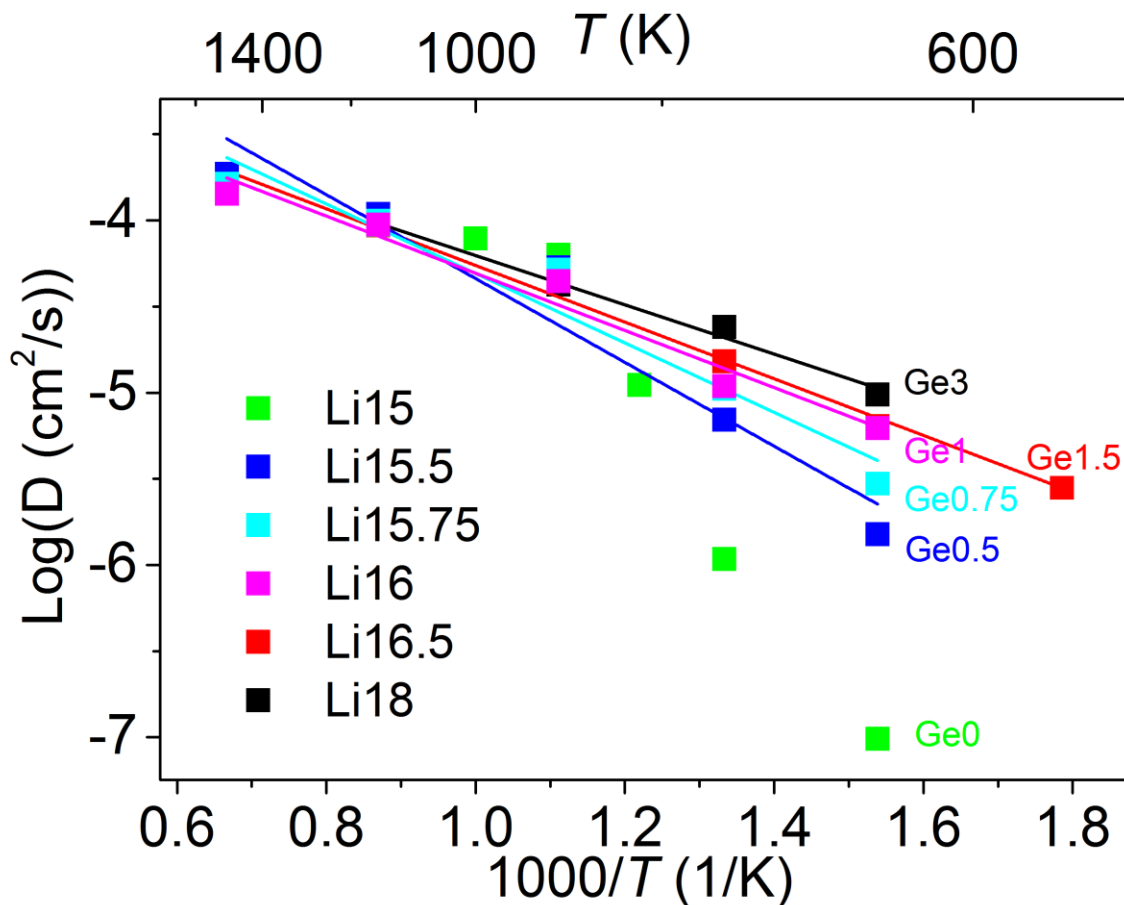 T (K)
1400
1000
600
Log(D (cm²/s))
-4
-5
-6
-7
Li15
Li15.5
Li15.75
Li16
Li16.5
Li18
Ge3
Ge1
Ge1.5
Ge0.75
Ge0.5
Ge0
0.6
0.8
1.0
1.2
1.4
1.6
1.8
1000/T (1/K)